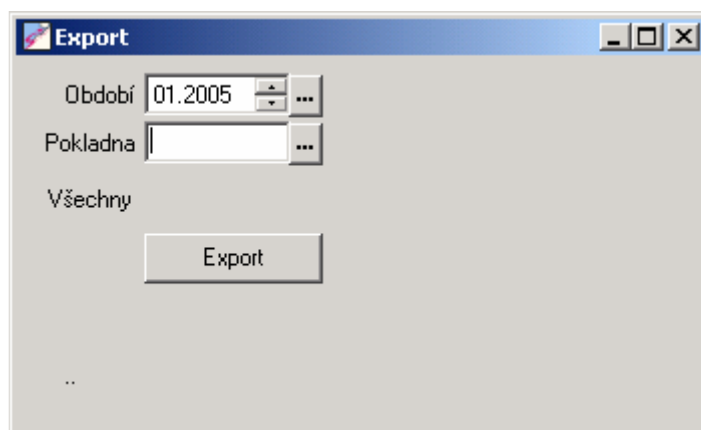 Export
Období 01.2005 ...
Pokladna ...
Všechny
Export
..